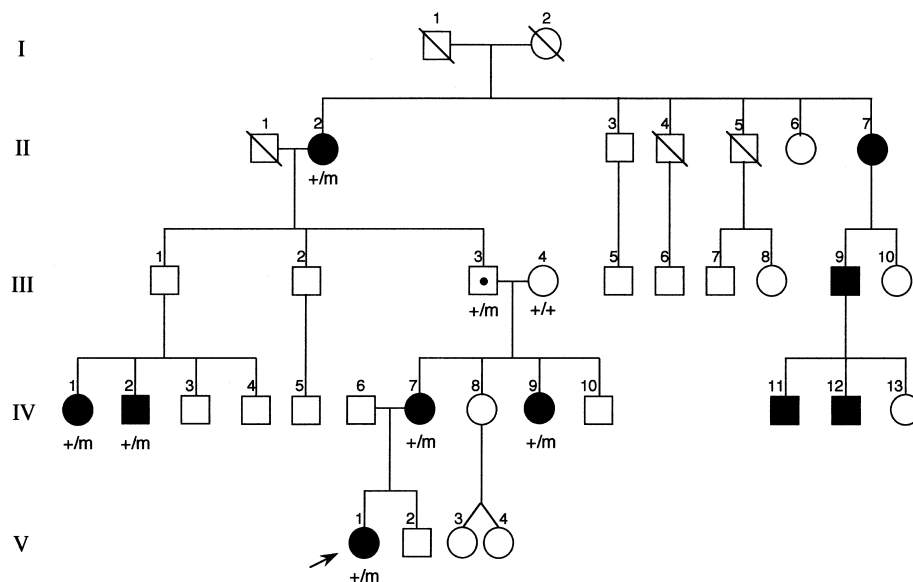 I 1 2
II 1 2 3 4 5 6 7
+/m
III 1 2 3 4 5 6 7 8 9 10
+/m +/+
IV 1 2 3 4 5 6 7 8 9 10 11 12 13
+/m +/m +/m +/m
V 1 2 3 4
+/m